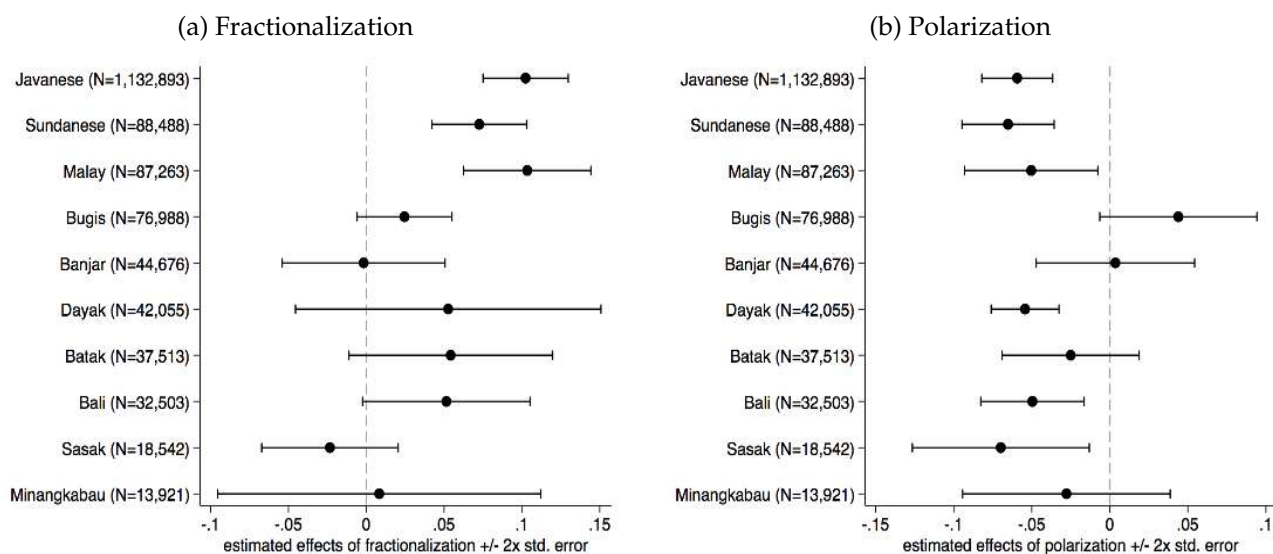 (a) Fractionalization
Javanese (N=1,132,893)
Sundanese (N=88,488)
Malay (N=87,263)
Bugis (N=76,988)
Banjar (N=44,676)
Dayak (N=42,055)
Batak (N=37,513)
Bali (N=32,503)
Sasak (N=18,542)
Minangkabau (N=13,921)
-.1 -.05 0 .05 .1 .15
estimated effects of fractionalization +/- 2x std. error
(b) Polarization
Javanese (N=1,132,893)
Sundanese (N=88,488)
Malay (N=87,263)
Bugis (N=76,988)
Banjar (N=44,676)
Dayak (N=42,055)
Batak (N=37,513)
Bali (N=32,503)
Sasak (N=18,542)
Minangkabau (N=13,921)
-.15 -.1 -.05 0 .05 .1
estimated effects of polarization +/- 2x std. error